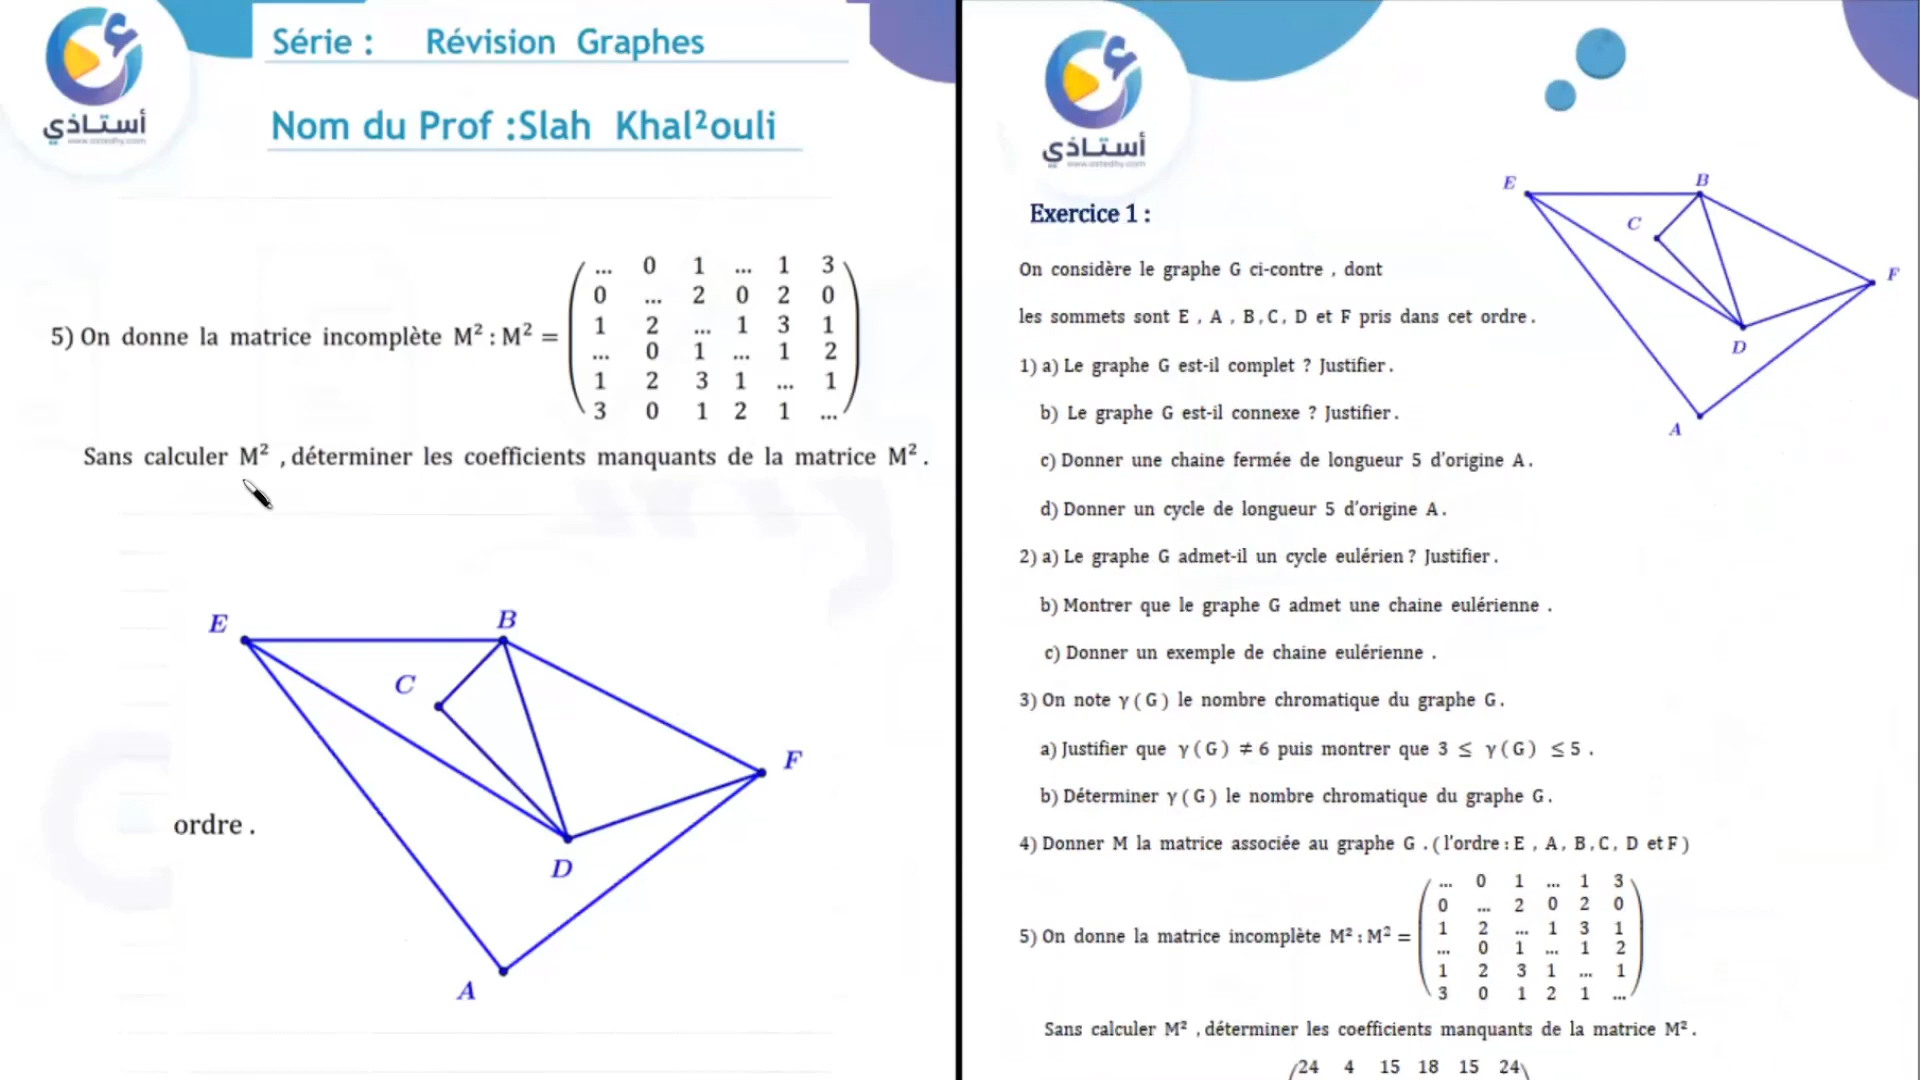 أستاذي
www.ostedhy.com
Série : Révision Graphes
Nom du Prof :Slah Khal²ouli
5) On donne la matrice incomplète M² : M² =
... 0 1 ... 1 3
0 ... 2 0 2 0
1 2 ... 1 3 1
... 0 1 ... 1 2
1 2 3 1 ... 1
3 0 1 2 1 ...
Sans calculer M² , déterminer les coefficients manquants de la matrice M² .
E
B
C
F
D
A
ordre .
أستاذي
www.ostedhy.com
Exercice 1 :
E
B
C
F
D
A
On considère le graphe G ci-contre , dont
les sommets sont E , A , B , C , D et F pris dans cet ordre .
1) a) Le graphe G est-il complet ? Justifier .
b) Le graphe G est-il connexe ? Justifier .
c) Donner une chaine fermée de longueur 5 d'origine A .
d) Donner un cycle de longueur 5 d'origine A .
2) a) Le graphe G admet-il un cycle eulérien ? Justifier .
b) Montrer que le graphe G admet une chaine eulérienne .
c) Donner un exemple de chaine eulérienne .
3) On note γ ( G ) le nombre chromatique du graphe G .
a) Justifier que γ ( G ) ≠ 6 puis montrer que 3 ≤ γ ( G ) ≤ 5 .
b) Déterminer γ ( G ) le nombre chromatique du graphe G .
4) Donner M la matrice associée au graphe G . ( l'ordre : E , A , B , C , D et F )
5) On donne la matrice incomplète M² : M² =
... 0 1 ... 1 3
0 ... 2 0 2 0
1 2 ... 1 3 1
... 0 1 ... 1 2
1 2 3 1 ... 1
3 0 1 2 1 ...
Sans calculer M² , déterminer les coefficients manquants de la matrice M² .
24 4 15 18 15 24